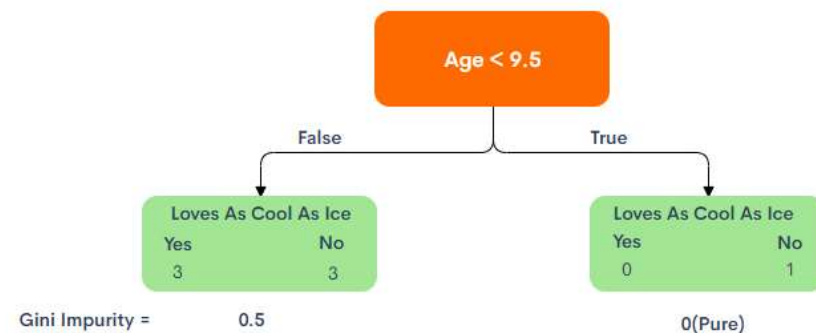 Age < 9.5
False
True
Loves As Cool As Ice
Yes No
3 3
Loves As Cool As Ice
Yes No
0 1
Gini Impurity = 0.5
0(Pure)